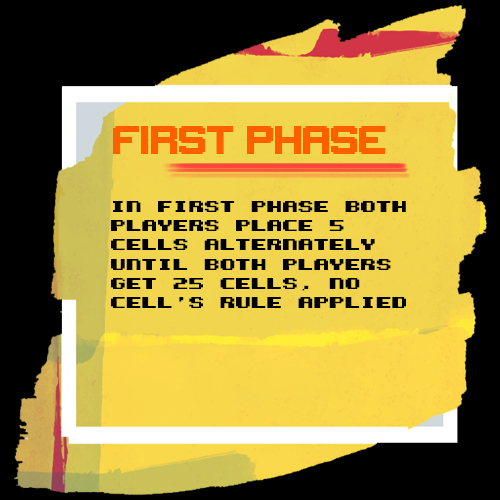 FIRST PHASE
IN FIRST PHASE BOTH
PLAYERS PLACE 5
CELLS ALTERNATELY
UNTIL BOTH PLAYERS
GET 25 CELLS, NO
CELL'S RULE APPLIED